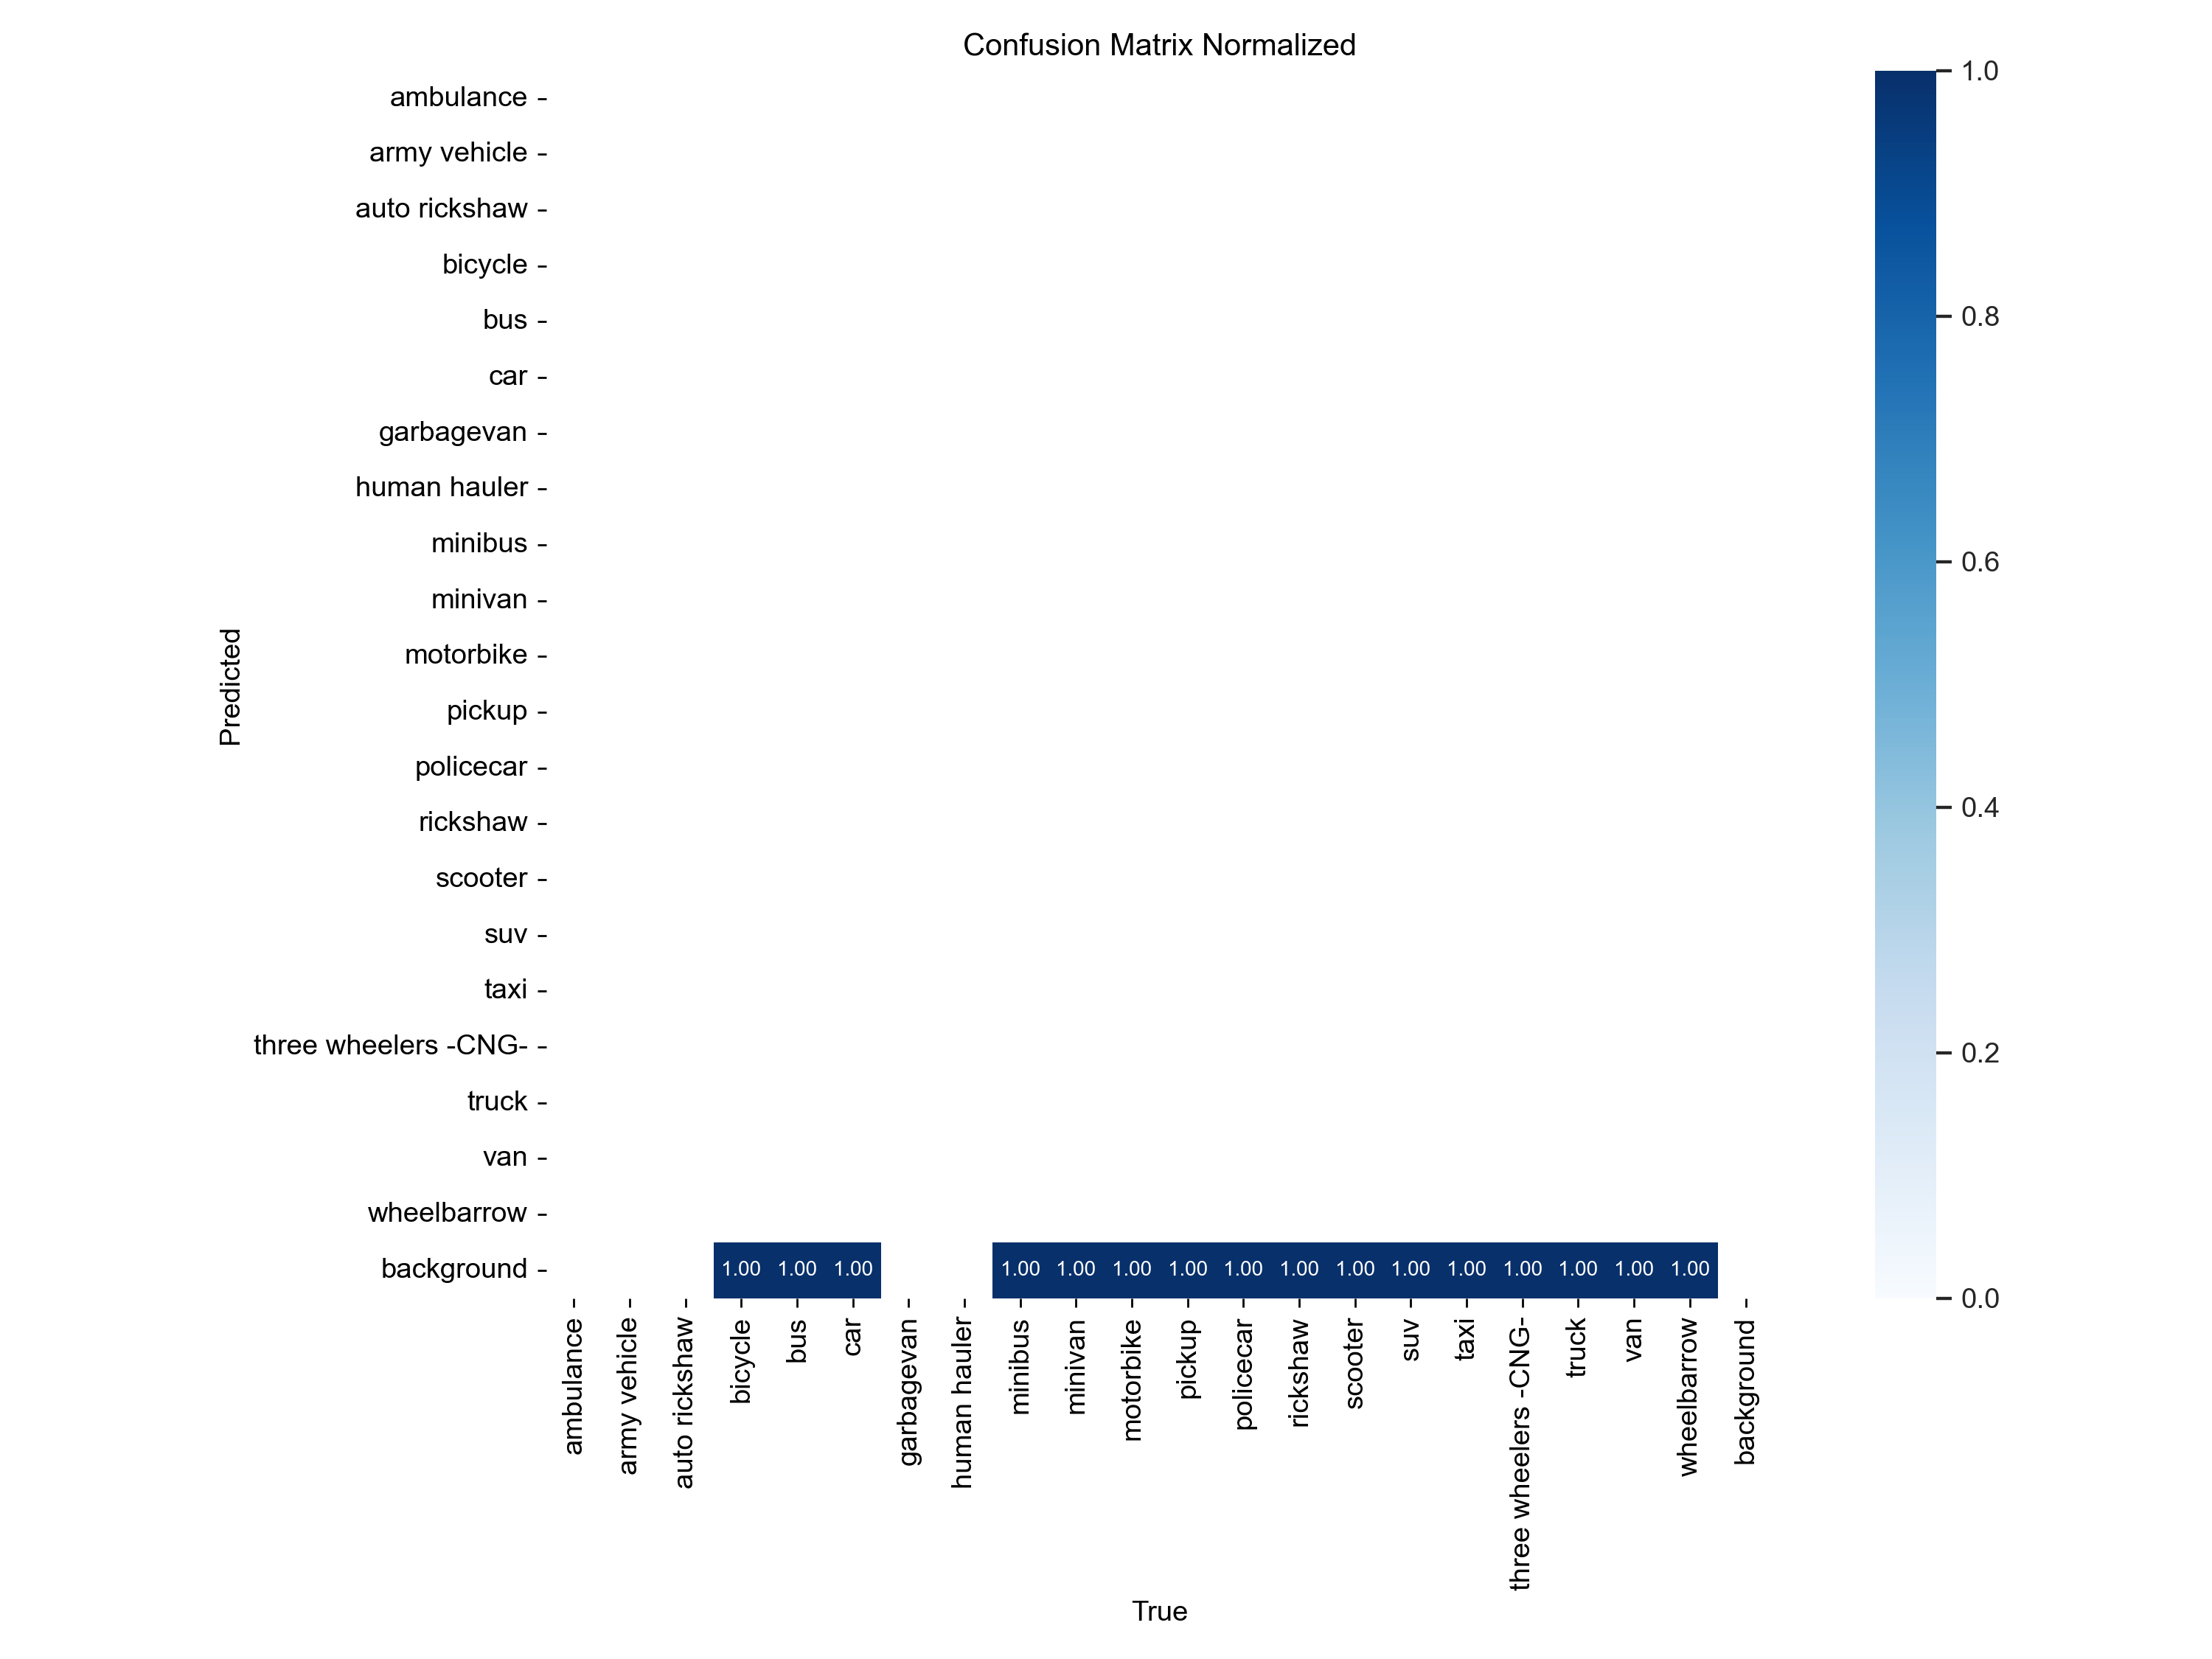 Confusion Matrix Normalized
ambulance
army vehicle
auto rickshaw
bicycle
bus
car
garbagevan
human hauler
minibus
minivan
motorbike
pickup
policecar
rickshaw
scooter
suv
taxi
three wheelers -CNG-
truck
van
wheelbarrow
background
Predicted
1.00 1.00 1.00 1.00 1.00 1.00 1.00 1.00 1.00 1.00 1.00 1.00 1.00 1.00 1.00 1.00
ambulance
army vehicle
auto rickshaw
bicycle
bus
car
garbagevan
human hauler
minibus
minivan
motorbike
pickup
policecar
rickshaw
scooter
suv
taxi
three wheelers -CNG-
truck
van
wheelbarrow
background
True
1.0
0.8
0.6
0.4
0.2
0.0